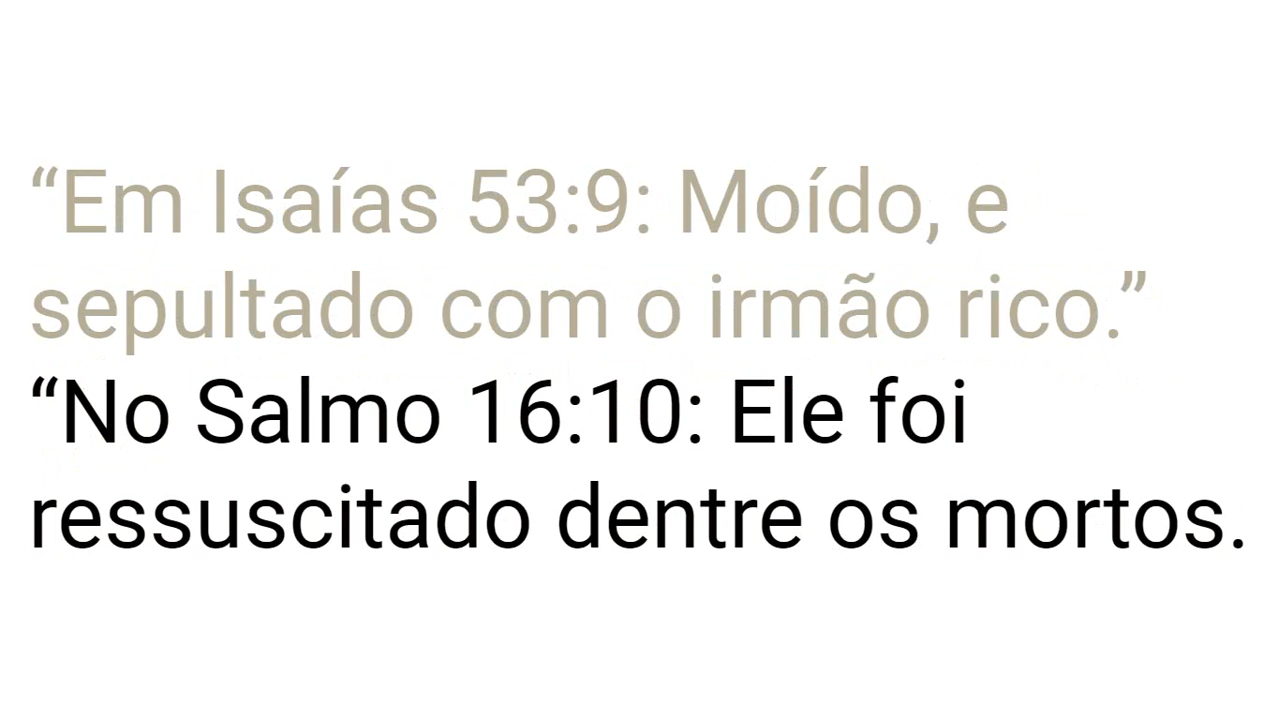 “Em Isaías 53:9: Moído, e
sepultado com o irmão rico.”
“No Salmo 16:10: Ele foi
ressuscitado dentre os mortos.